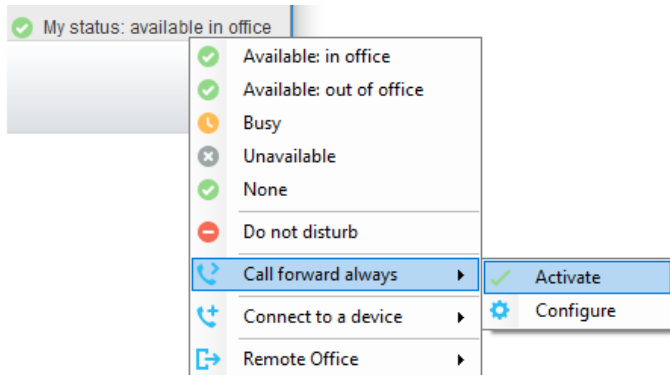 My status: available in office
Available: in office
Available: out of office
Busy
Unavailable
None
Do not disturb
Call forward always
Activate
Configure
Connect to a device
Remote Office